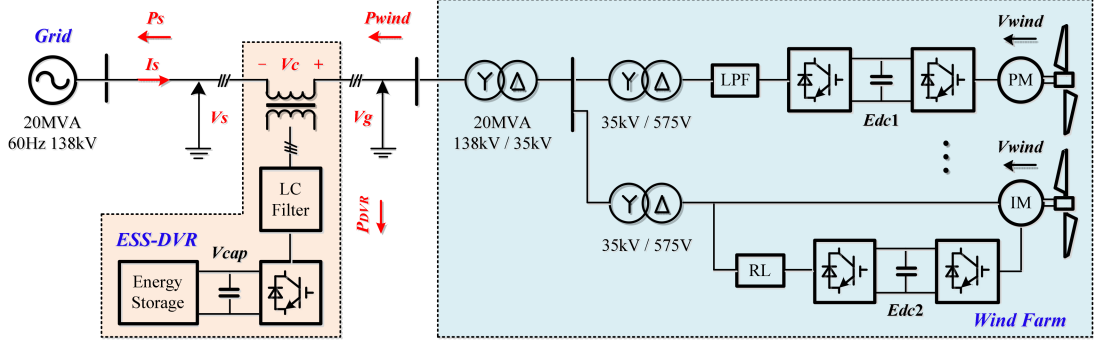 Grid
20MVA
60Hz 138kV
Ps
Is
Vs
− Vc +
Pwind
Vg
LC
Filter
PDVR
ESS-DVR
Vcap
Energy
Storage
Y Δ
20MVA
138kV / 35kV
Y Δ
35kV / 575V
LPF
Edc1
PM
Vwind
Y Δ
35kV / 575V
RL
Edc2
IM
Vwind
Wind Farm